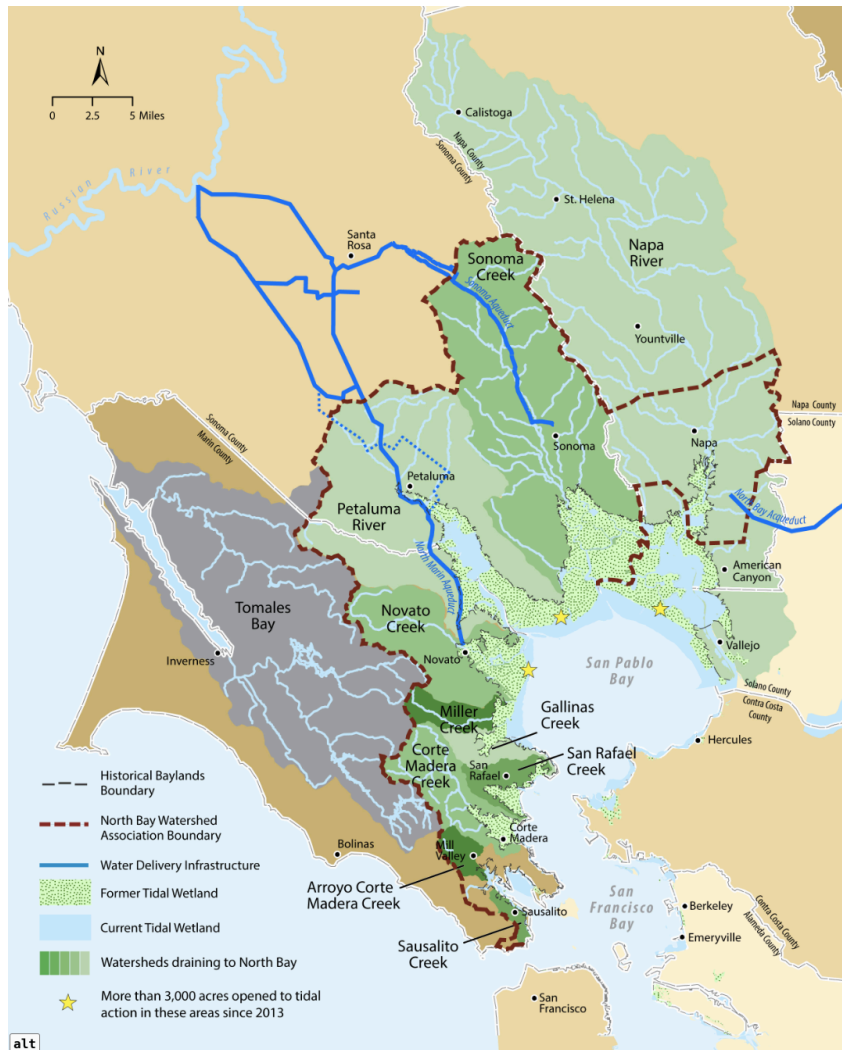 N
0 2.5 5 Miles
Calistoga
Napa County
Sonoma County
Russian River
St. Helena
Santa
Rosa
Sonoma
Creek
Napa
River
Sonoma Aqueduct
Yountville
Napa County
Solano County
Sonoma County
Marin County
Napa
Sonoma
Petaluma
Petaluma
River
North Bay Acqueduct
North Marin Aqueduct
American
Canyon
Tomales
Bay
Novato
Creek
Vallejo
Inverness
Novato
San Pablo
Bay
Solano County
Contra Costa
County
Miller
Creek
Gallinas
Creek
Corte
Madera
Creek
San
Rafael
San Rafael
Creek
Hercules
Corte
Madera
Bolinas
Mill
Valley
Arroyo Corte
Madera Creek
Sausalito
Sausalito
Creek
San
Francisco
Bay
Berkeley
Emeryville
Contra Costa County
Alameda County
San
Francisco
Historical Baylands
Boundary
North Bay Watershed
Association Boundary
Water Delivery Infrastructure
Former Tidal Wetland
Current Tidal Wetland
Watersheds draining to North Bay
More than 3,000 acres opened to tidal
action in these areas since 2013
alt